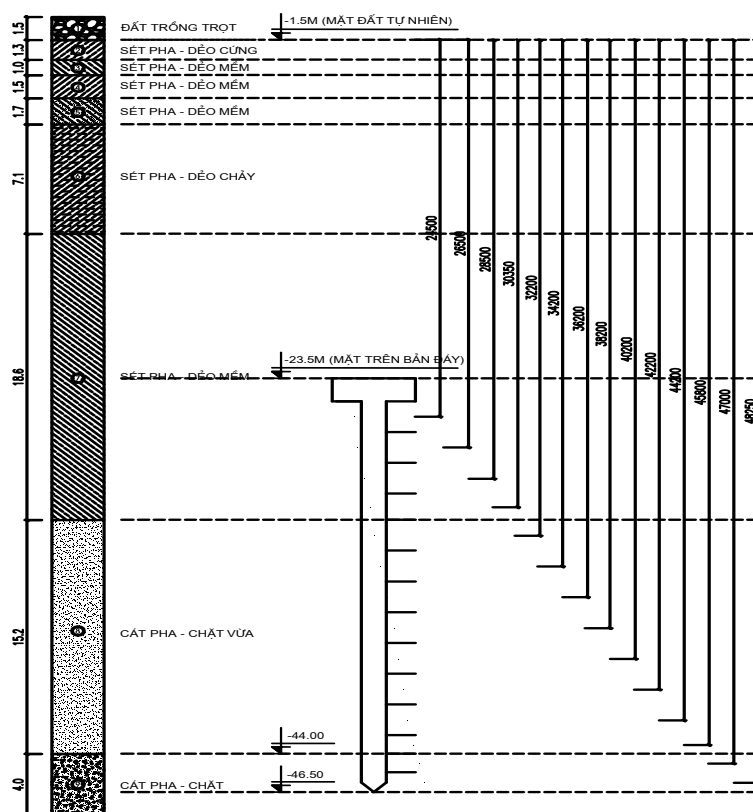 1.5
ĐẤT TRỒNG TRỌT
-1.5M (MẶT ĐẤT TỰ NHIÊN)
1.3
SÉT PHA - DẺO CỨNG
1.0
SÉT PHA - DẺO MỀM
1.5
SÉT PHA - DẺO MỀM
1.7
SÉT PHA - DẺO MỀM
7.1
SÉT PHA - DẺO CHẢY
26500
28500
30350
32200
34200
36200
38200
40200
42200
44200
45800
47000
48250
-23.5M (MẶT TRÊN BẢN ĐÁY)
18.6
SÉT PHA - DẺO MỀM
15.2
CÁT PHA - CHẶT VỪA
-44.00
-46.50
4.0
CÁT PHA - CHẶT